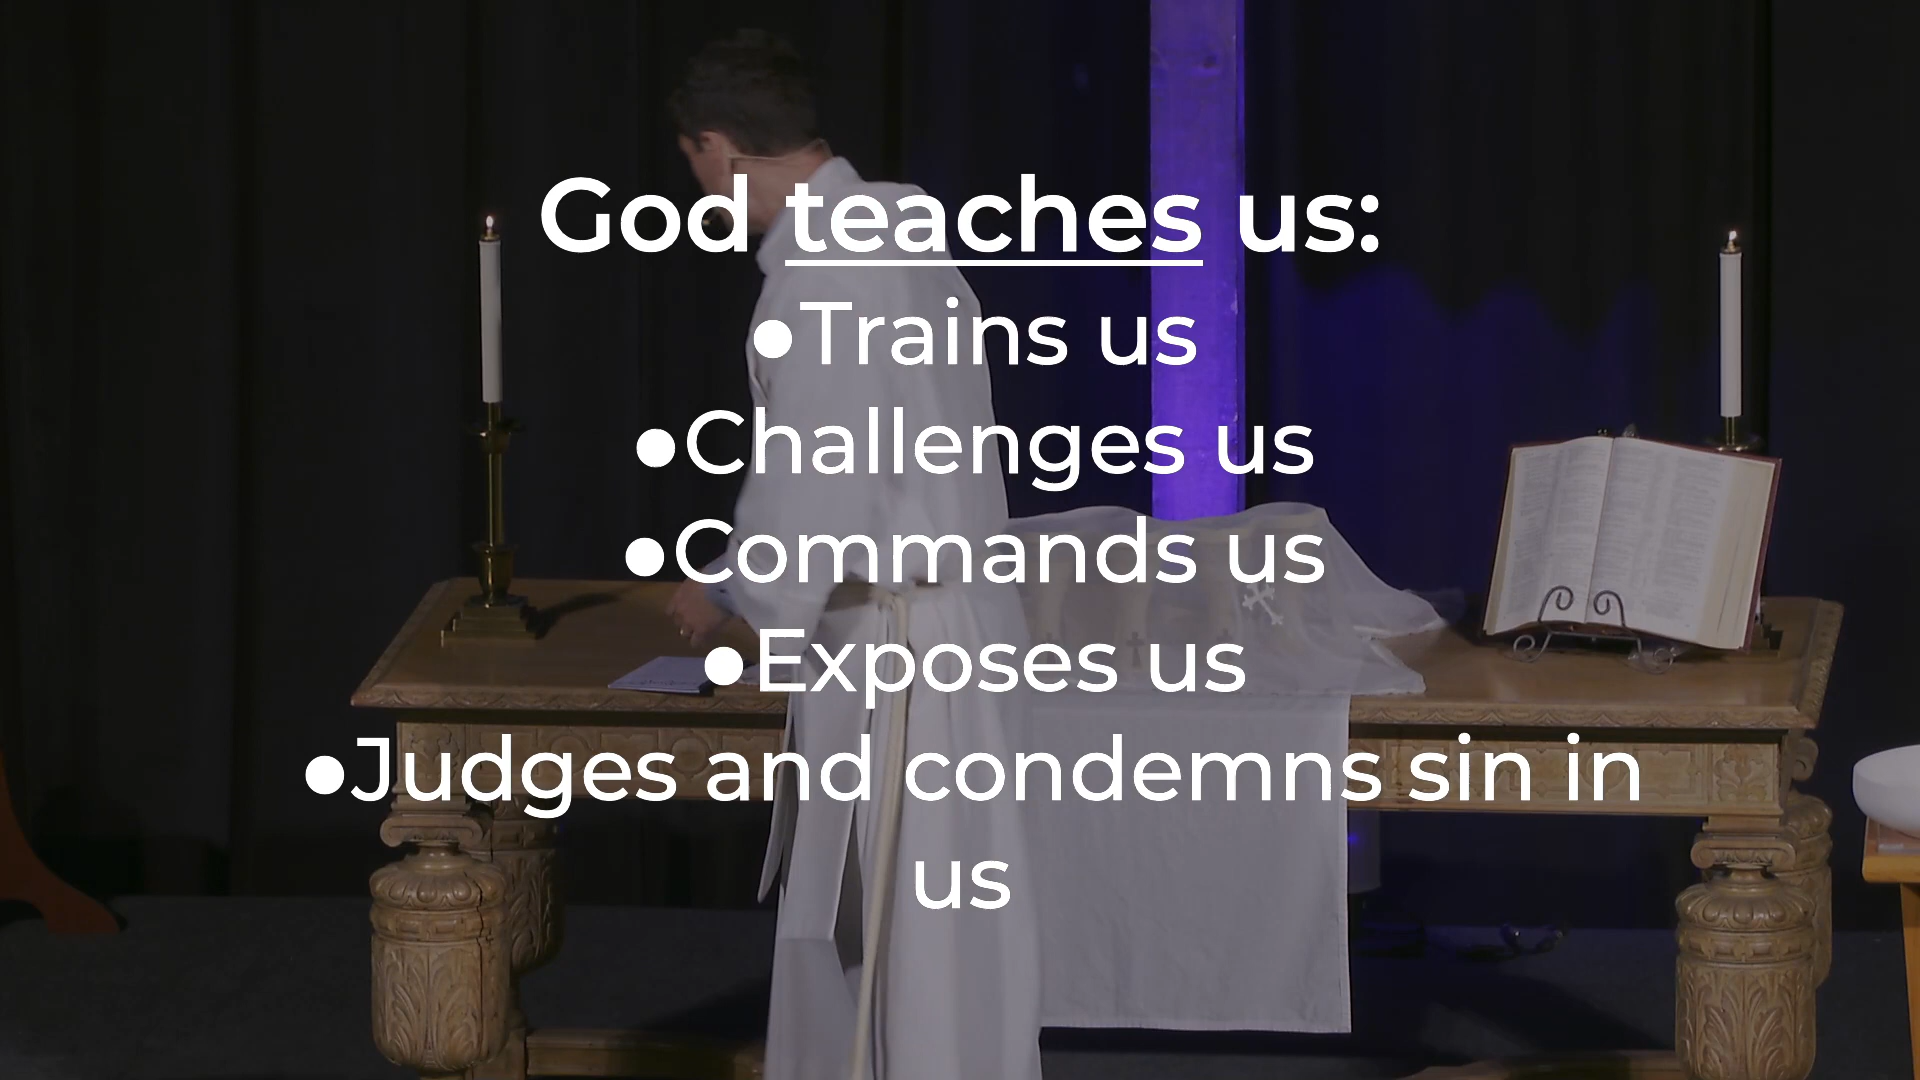 God teaches us:
●Trains us
●Challenges us
●Commands us
●Exposes us
●Judges and condemns sin in
us